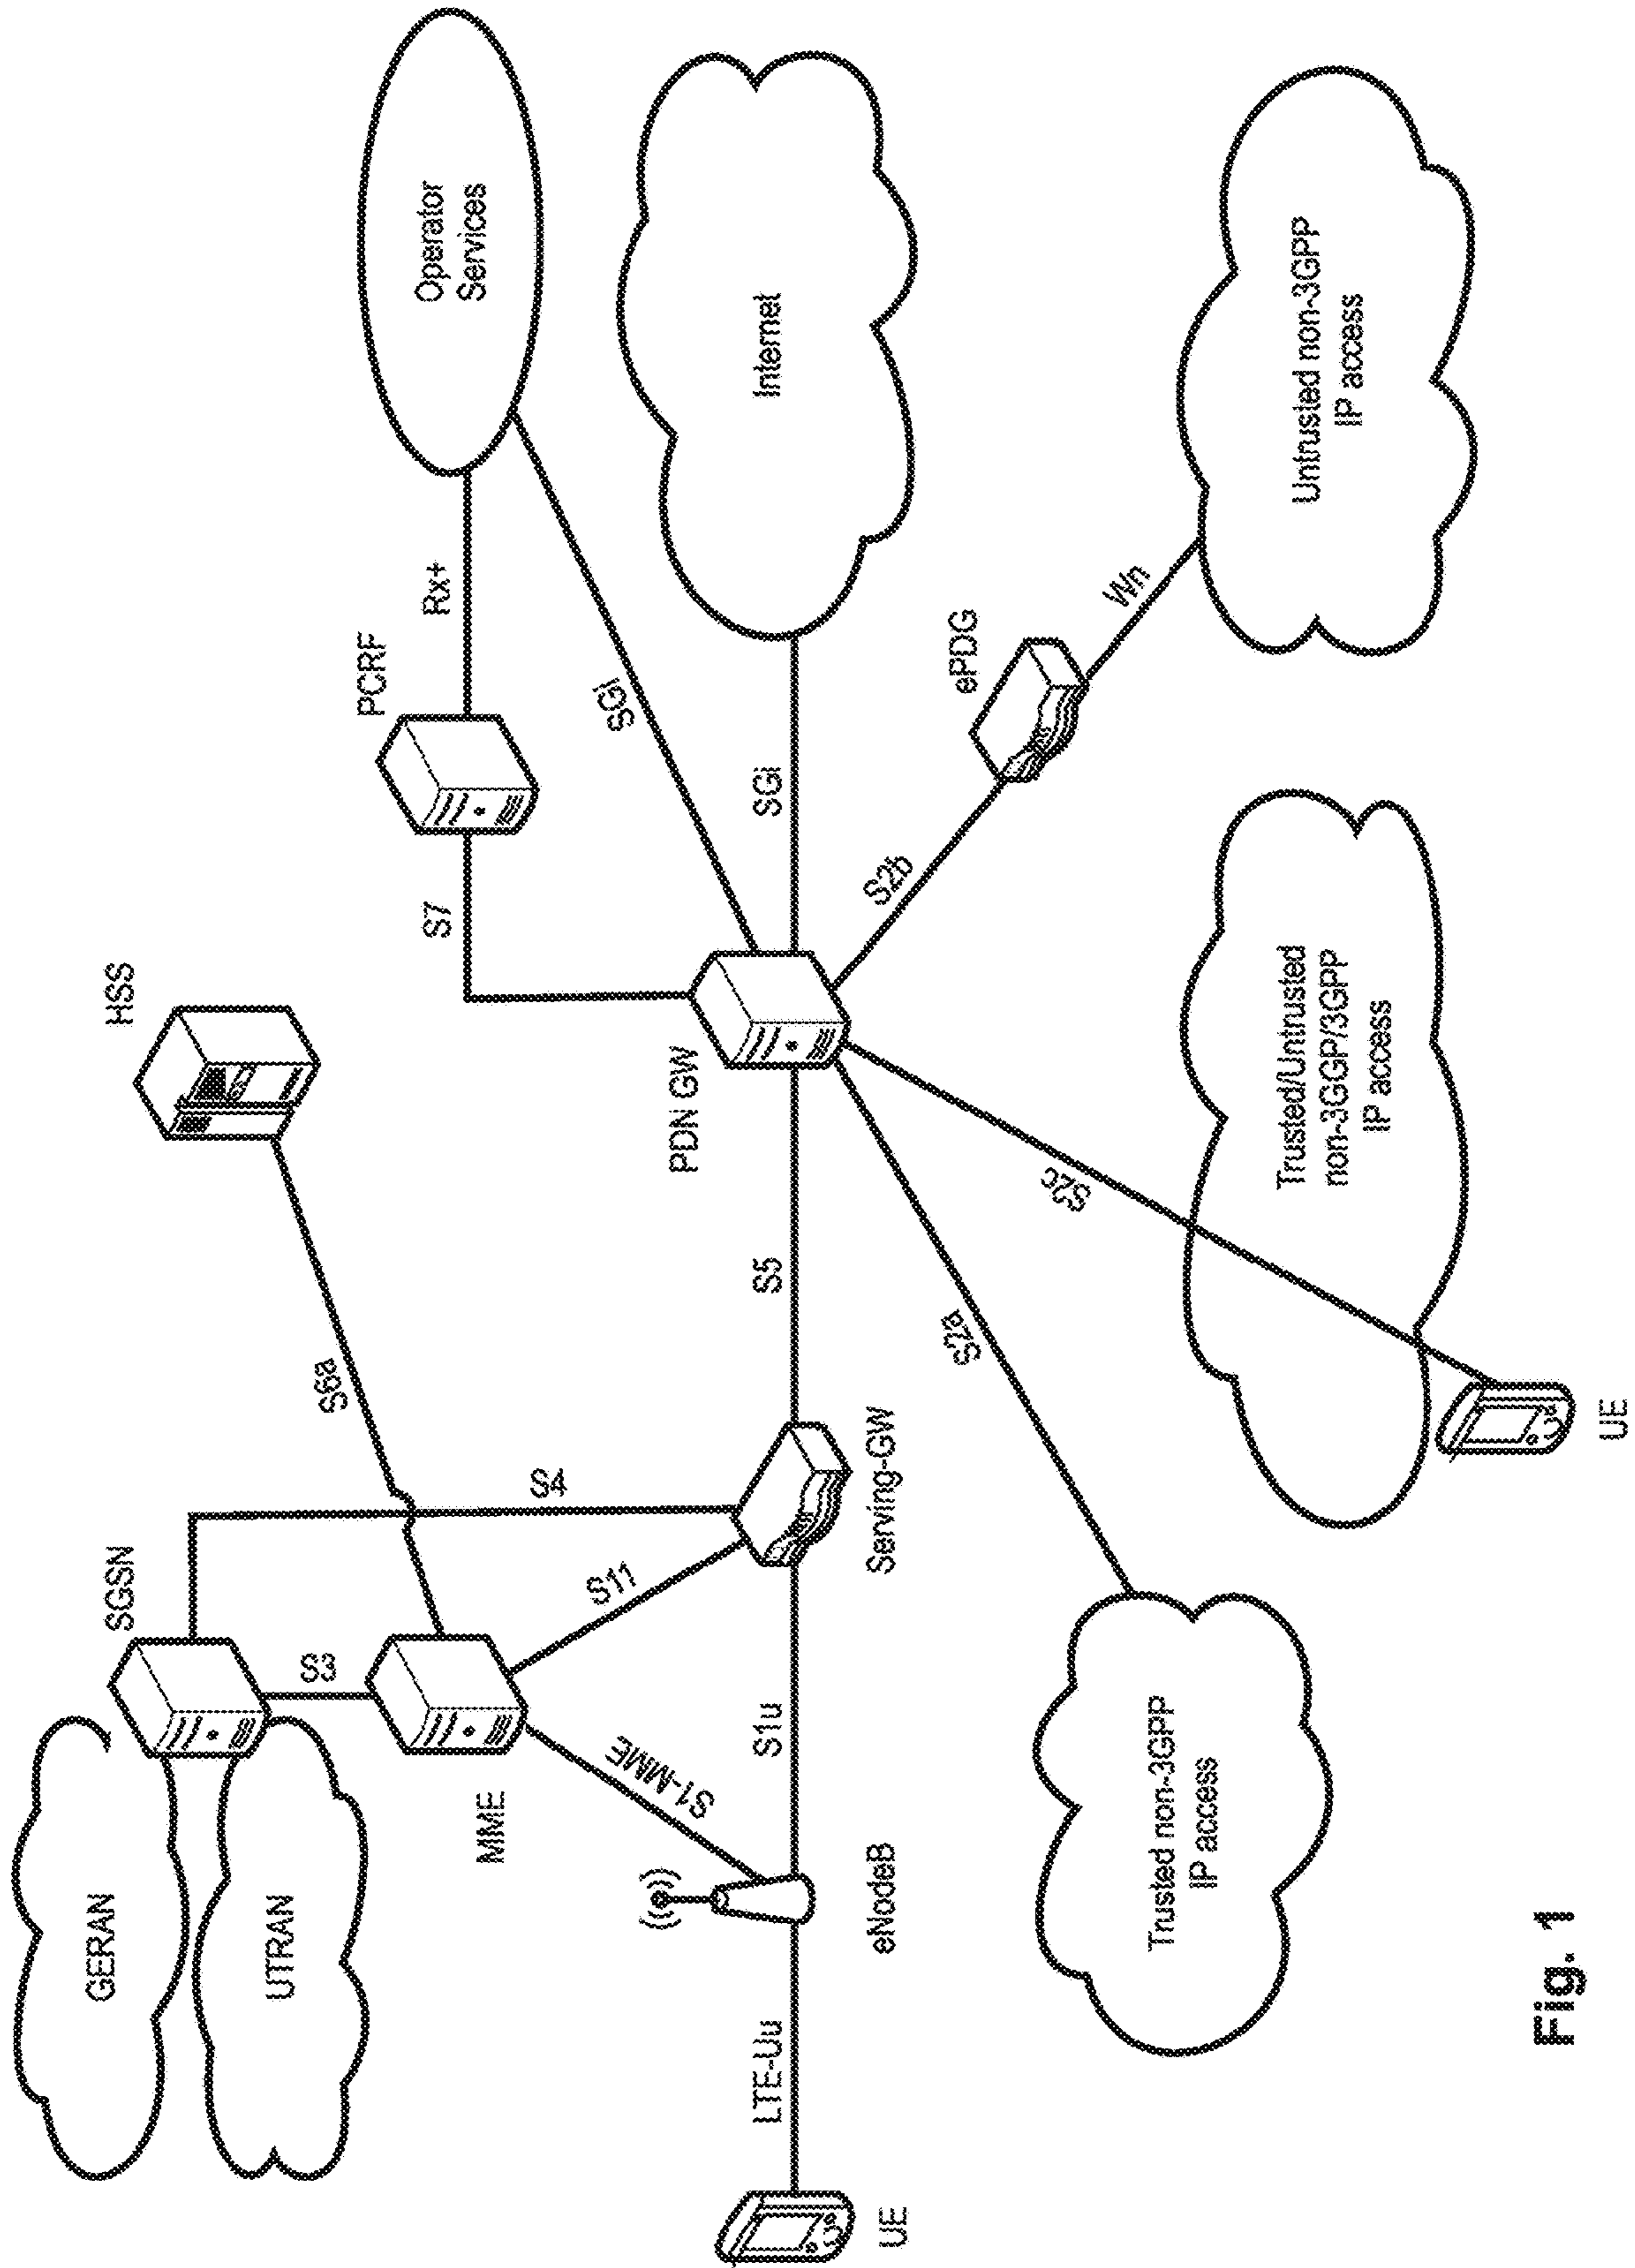 GERAN
UTRAN
SGSN
HSS
S3
S6a
S4
MME
S11
S1-MME
PCRF
S7
Rx+
Operator
Services
SGi
Internet
SGi
PDN GW
S5
S1u
LTE-Uu
UE
eNodeB
Serving-GW
S2a
S2c
S2b
ePDG
Wn
Trusted non-3GPP
IP access
Trusted/Untrusted
non-3GGP/3GPP
IP access
Untrusted non-3GPP
IP access
UE
Fig. 1